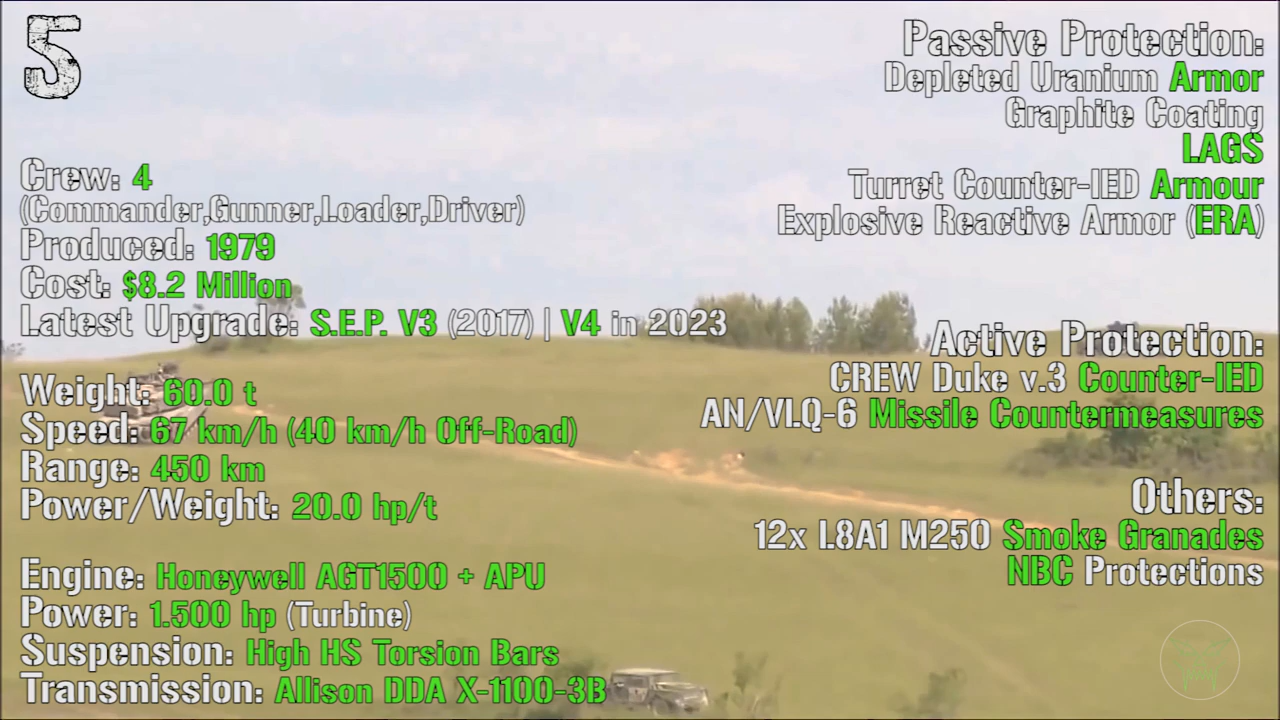 5
Crew: 4
(Commander,Gunner,Loader,Driver)
Produced: 1979
Cost: $8.2 Million
Latest Upgrade: S.E.P. V3 (2017) | V4 in 2023
Weight: 60.0 t
Speed: 67 km/h (40 km/h Off-Road)
Range: 450 km
Power/Weight: 20.0 hp/t
Engine: Honeywell AGT1500 + APU
Power: 1.500 hp (Turbine)
Suspension: High HS Torsion Bars
Transmission: Allison DDA X-1100-3B
Passive Protection:
Depleted Uranium Armor
Graphite Coating
LAGS
Turret Counter-IED Armour
Explosive Reactive Armor (ERA)
Active Protection:
CREW Duke v.3 Counter-IED
AN/VLQ-6 Missile Countermeasures
Others:
12x L8A1 M250 Smoke Granades
NBC Protections